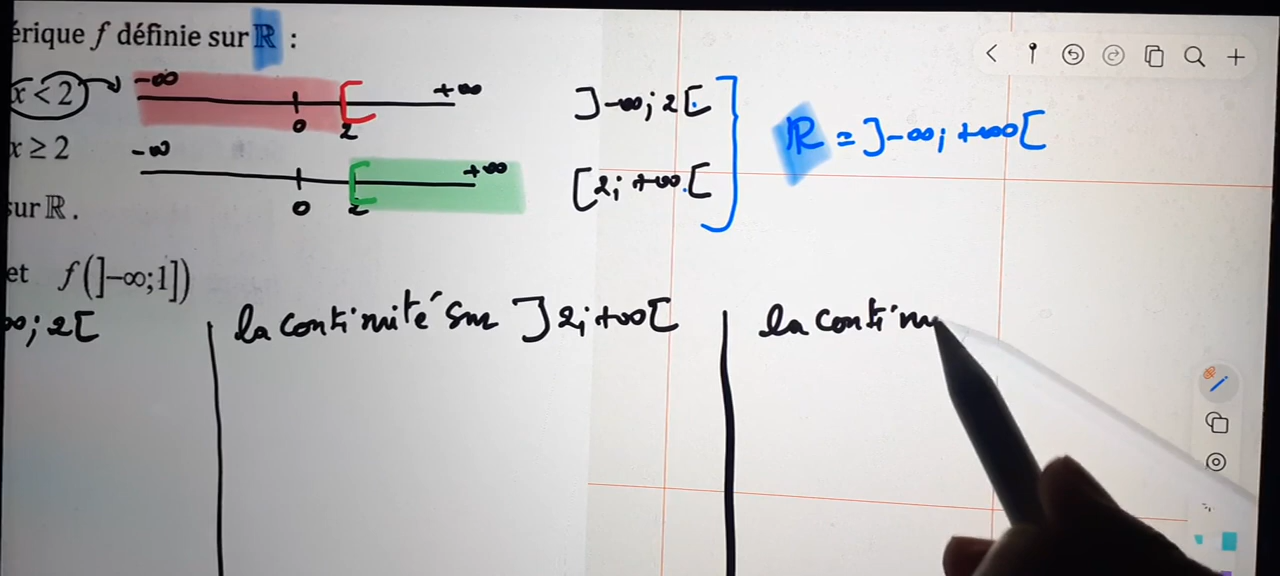 érique f définie sur ℝ :
x < 2 -∞ 0 2 +∞ ]-∞; 2[
x ≥ 2 -∞ 0 2 +∞ [2; +∞[
ℝ = ]-∞; +∞[
sur ℝ.
et f(]-∞;1])
∞; 2[
la continuité sur ]2; +∞[
la continu